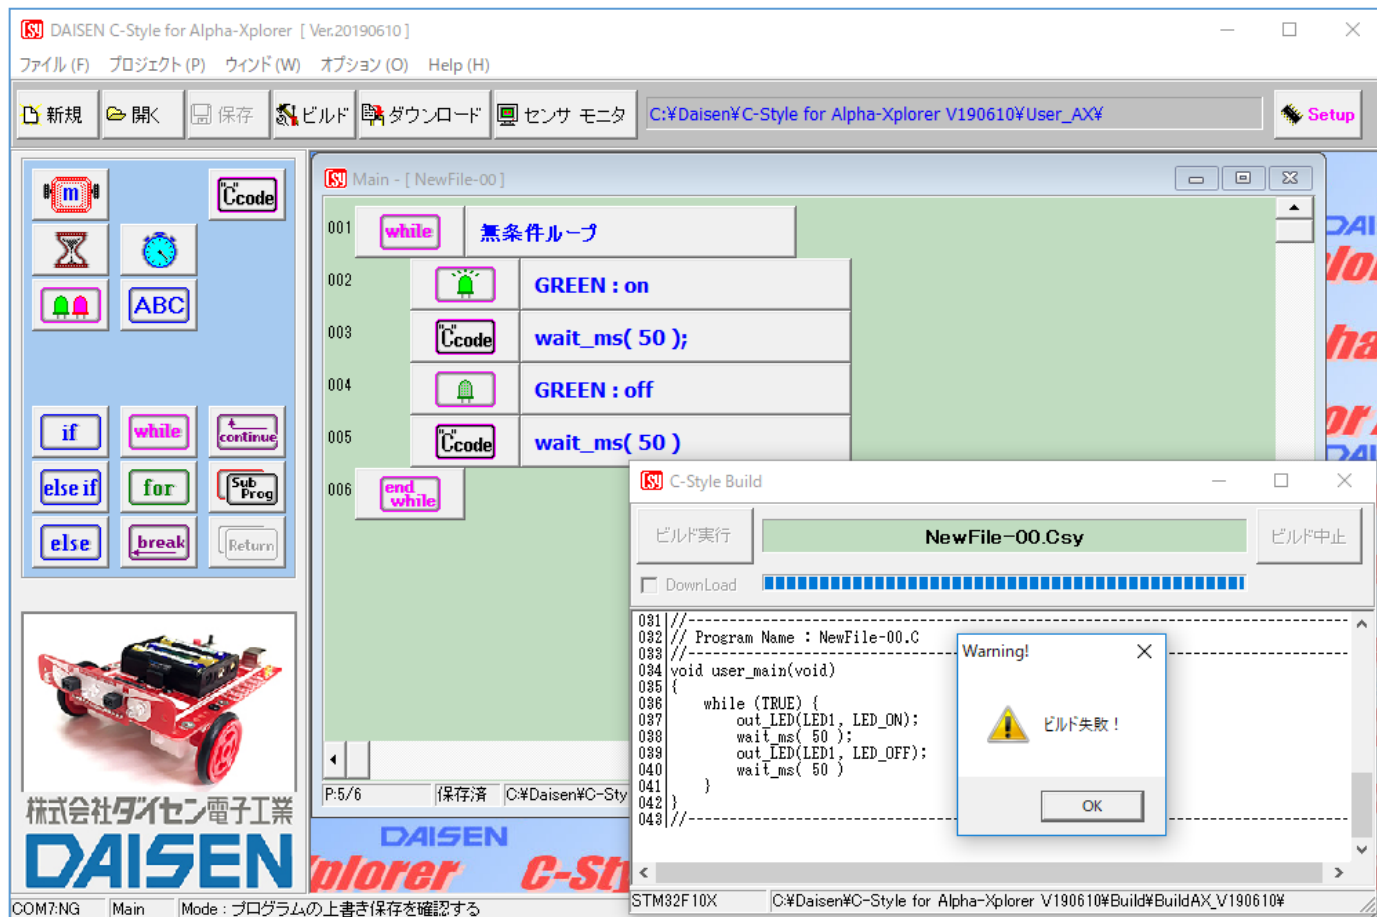 DAISEN C-Style for Alpha-Xplorer [ Ver.20190610 ]
ファイル (F) プロジェクト (P) ウィンド (W) オプション (O) Help (H)
新規 開く 保存 ビルド ダウンロード センサ モニタ C:¥Daisen¥C-Style for Alpha-Xplorer V190610¥User_AX¥ Setup
m "C"code
ABC
if while continue
else if for Sub Prog
else break Return
株式会社ダイセン電子工業
DAISEN
Main - [ NewFile-00 ]
001 while 無条件ループ
002 GREEN : on
003 "C"code wait_ms( 50 );
004 GREEN : off
005 "C"code wait_ms( 50 )
006 end while
P:5/6 保存済 C:¥Daisen¥C-Sty
DAISEN
plorer C-Sty
C-Style Build
ビルド実行 NewFile-00.Csy ビルド中止
DownLoad
031 //------------------------------------------------
032 // Program Name : NewFile-00.C
033 //------------------------------------------------
034 void user_main(void)
035 {
036     while (TRUE) {
037         out_LED(LED1, LED_ON);
038         wait_ms( 50 );
039         out_LED(LED1, LED_OFF);
040         wait_ms( 50 )
041     }
042 }
043 //------------------------------------------------
Warning!
ビルド失敗！
OK
STM32F10X C:¥Daisen¥C-Style for Alpha-Xplorer V190610¥Build¥BuildAX_V190610¥
COM7:NG Main Mode : プログラムの上書き保存を確認する